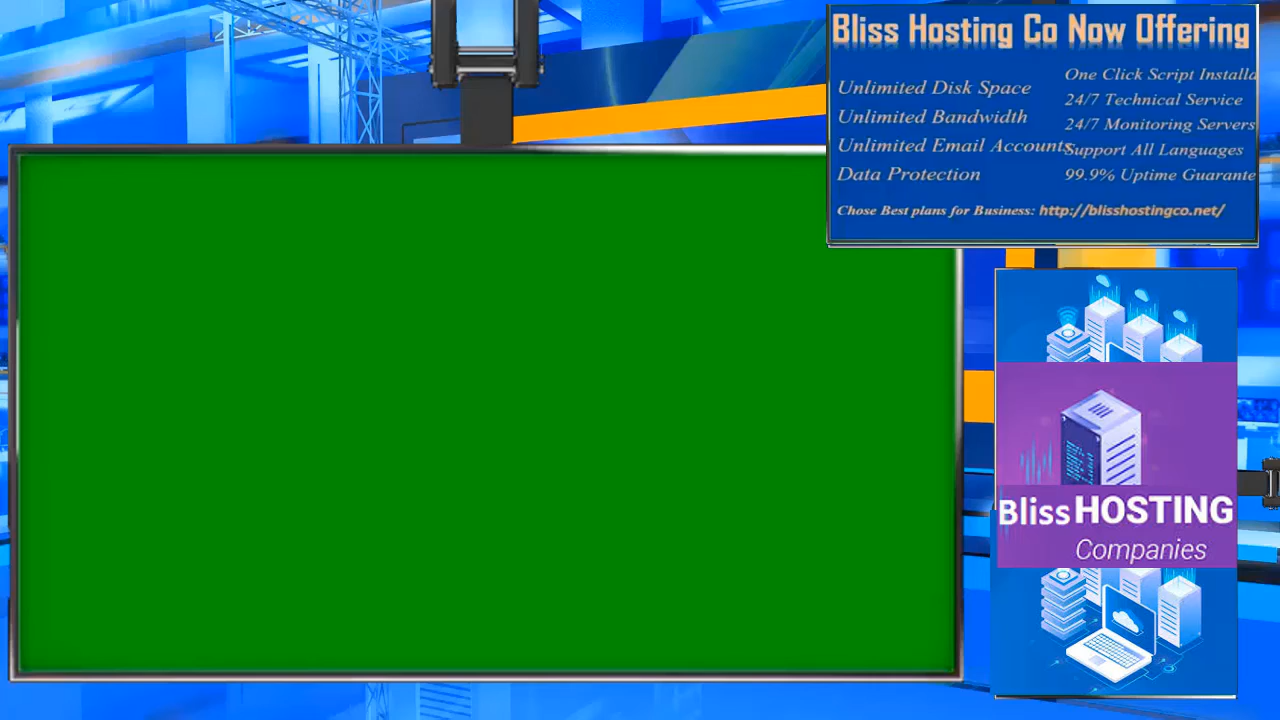 Bliss Hosting Co Now Offering
Unlimited Disk Space
Unlimited Bandwidth
Unlimited Email Accounts
Data Protection
One Click Script Installa
24/7 Technical Service
24/7 Monitoring Servers
Support All Languages
99.9% Uptime Guarante
Chose Best plans for Business: http://blisshostingco.net/
Bliss HOSTING
Companies